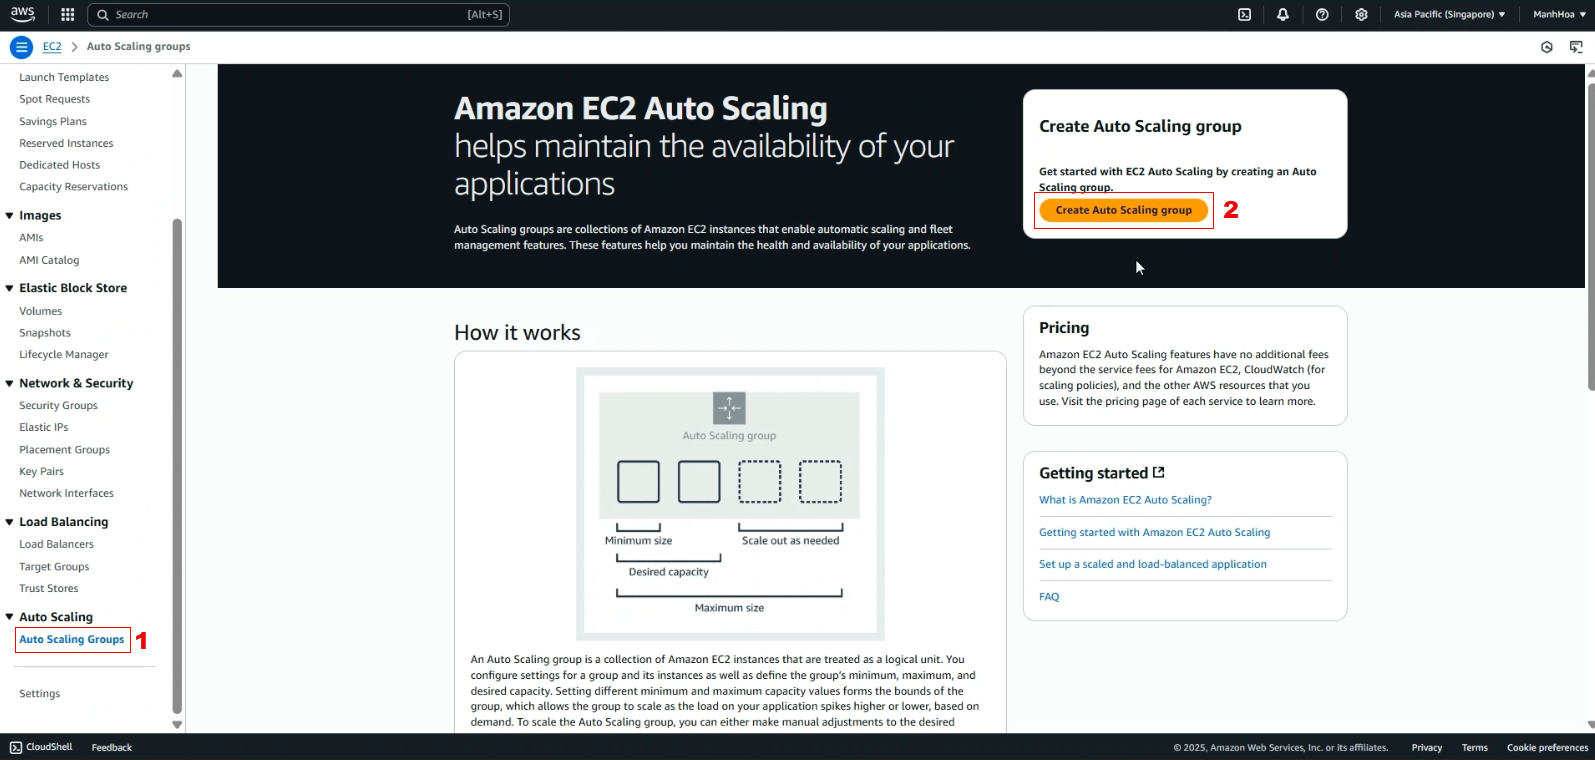 aws
Search
[Alt+S]
Asia Pacific (Singapore)
ManhHoa
EC2
Auto Scaling groups
Launch Templates
Spot Requests
Savings Plans
Reserved Instances
Dedicated Hosts
Capacity Reservations
Images
AMIs
AMI Catalog
Elastic Block Store
Volumes
Snapshots
Lifecycle Manager
Network & Security
Security Groups
Elastic IPs
Placement Groups
Key Pairs
Network Interfaces
Load Balancing
Load Balancers
Target Groups
Trust Stores
Auto Scaling
Auto Scaling Groups
1
Settings
Amazon EC2 Auto Scaling
helps maintain the availability of your
applications
Auto Scaling groups are collections of Amazon EC2 instances that enable automatic scaling and fleet
management features. These features help you maintain the health and availability of your applications.
Create Auto Scaling group
Get started with EC2 Auto Scaling by creating an Auto
Scaling group.
Create Auto Scaling group
2
How it works
Auto Scaling group
Minimum size
Scale out as needed
Desired capacity
Maximum size
An Auto Scaling group is a collection of Amazon EC2 instances that are treated as a logical unit. You
configure settings for a group and its instances as well as define the group's minimum, maximum, and
desired capacity. Setting different minimum and maximum capacity values forms the bounds of the
group, which allows the group to scale as the load on your application spikes higher or lower, based on
demand. To scale the Auto Scaling group, you can either make manual adjustments to the desired
Pricing
Amazon EC2 Auto Scaling features have no additional fees
beyond the service fees for Amazon EC2, CloudWatch (for
scaling policies), and the other AWS resources that you
use. Visit the pricing page of each service to learn more.
Getting started
What is Amazon EC2 Auto Scaling?
Getting started with Amazon EC2 Auto Scaling
Set up a scaled and load-balanced application
FAQ
CloudShell
Feedback
© 2025, Amazon Web Services, Inc. or its affiliates.
Privacy
Terms
Cookie preferences